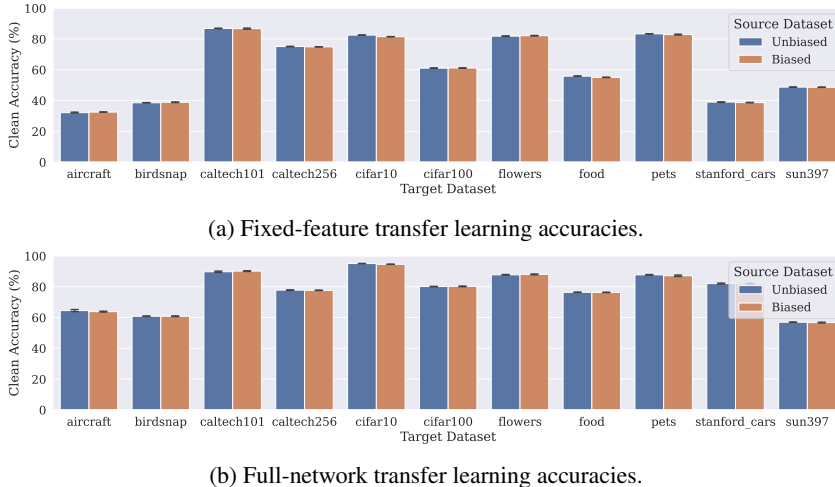 100
80
60
40
20
0
Clean Accuracy (%)
Source Dataset
Unbiased
Biased
aircraft birdsnap caltech101 caltech256 cifar10 cifar100 flowers food pets stanford_cars sun397
Target Dataset
(a) Fixed-feature transfer learning accuracies.
100
80
60
40
20
0
Clean Accuracy (%)
Source Dataset
Unbiased
Biased
aircraft birdsnap caltech101 caltech256 cifar10 cifar100 flowers food pets stanford_cars sun397
Target Dataset
(b) Full-network transfer learning accuracies.